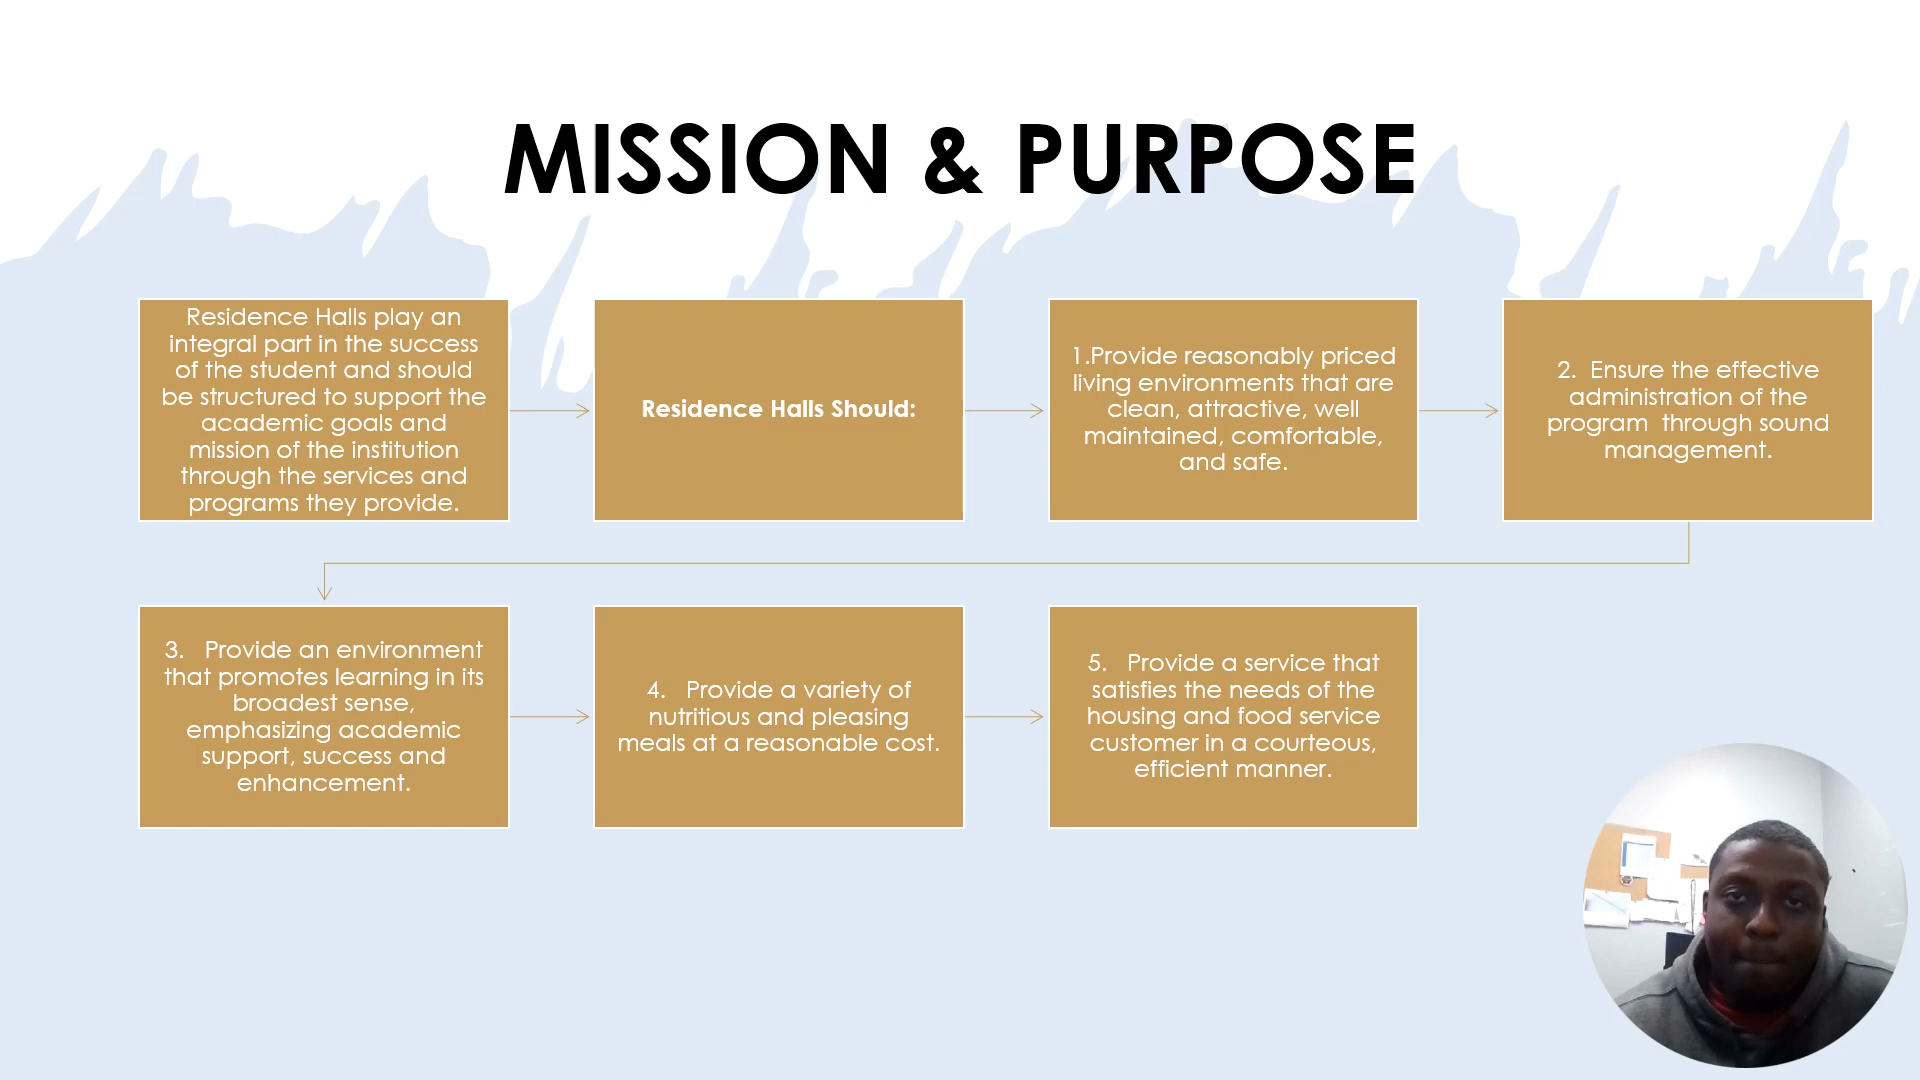 MISSION & PURPOSE
Residence Halls play an
integral part in the success
of the student and should
be structured to support the
academic goals and
mission of the institution
through the services and
programs they provide.
Residence Halls Should:
1.Provide reasonably priced
living environments that are
clean, attractive, well
maintained, comfortable,
and safe.
2.  Ensure the effective
administration of the
program  through sound
management.
3.   Provide an environment
that promotes learning in its
broadest sense,
emphasizing academic
support, success and
enhancement.
4.   Provide a variety of
nutritious and pleasing
meals at a reasonable cost.
5.   Provide a service that
satisfies the needs of the
housing and food service
customer in a courteous,
efficient manner.